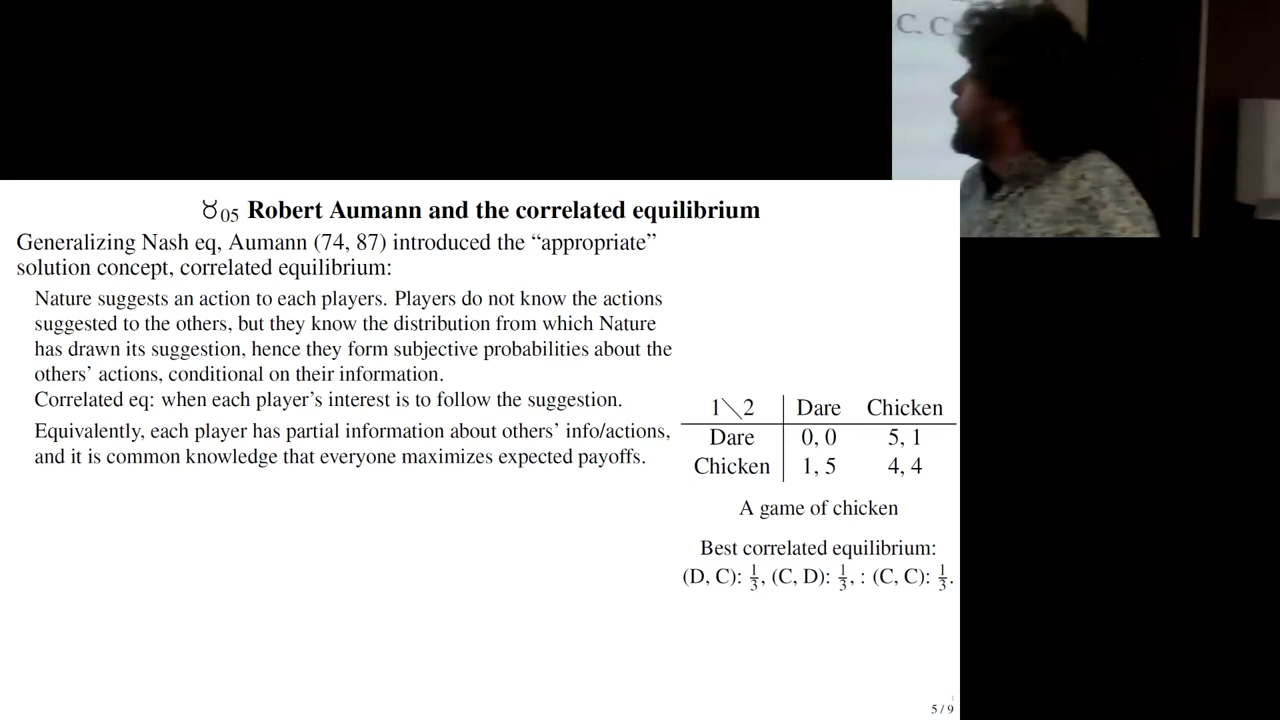 C. C
♉05 Robert Aumann and the correlated equilibrium
Generalizing Nash eq, Aumann (74, 87) introduced the “appropriate”
solution concept, correlated equilibrium:
Nature suggests an action to each players. Players do not know the actions
suggested to the others, but they know the distribution from which Nature
has drawn its suggestion, hence they form subjective probabilities about the
others’ actions, conditional on their information.
Correlated eq: when each player’s interest is to follow the suggestion.
Equivalently, each player has partial information about others’ info/actions,
and it is common knowledge that everyone maximizes expected payoffs.
1╲2 Dare Chicken
Dare 0, 0 5, 1
Chicken 1, 5 4, 4
A game of chicken
Best correlated equilibrium:
(D, C): 1/3, (C, D): 1/3, : (C, C): 1/3.
5 / 9